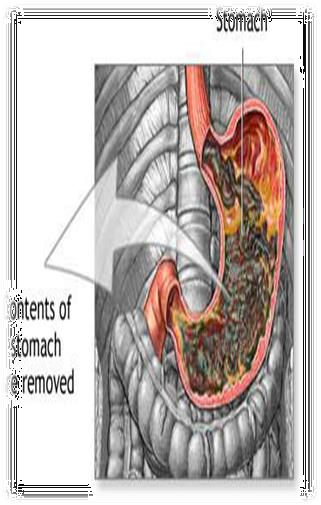 Stomach
ontents of
stomach
removed